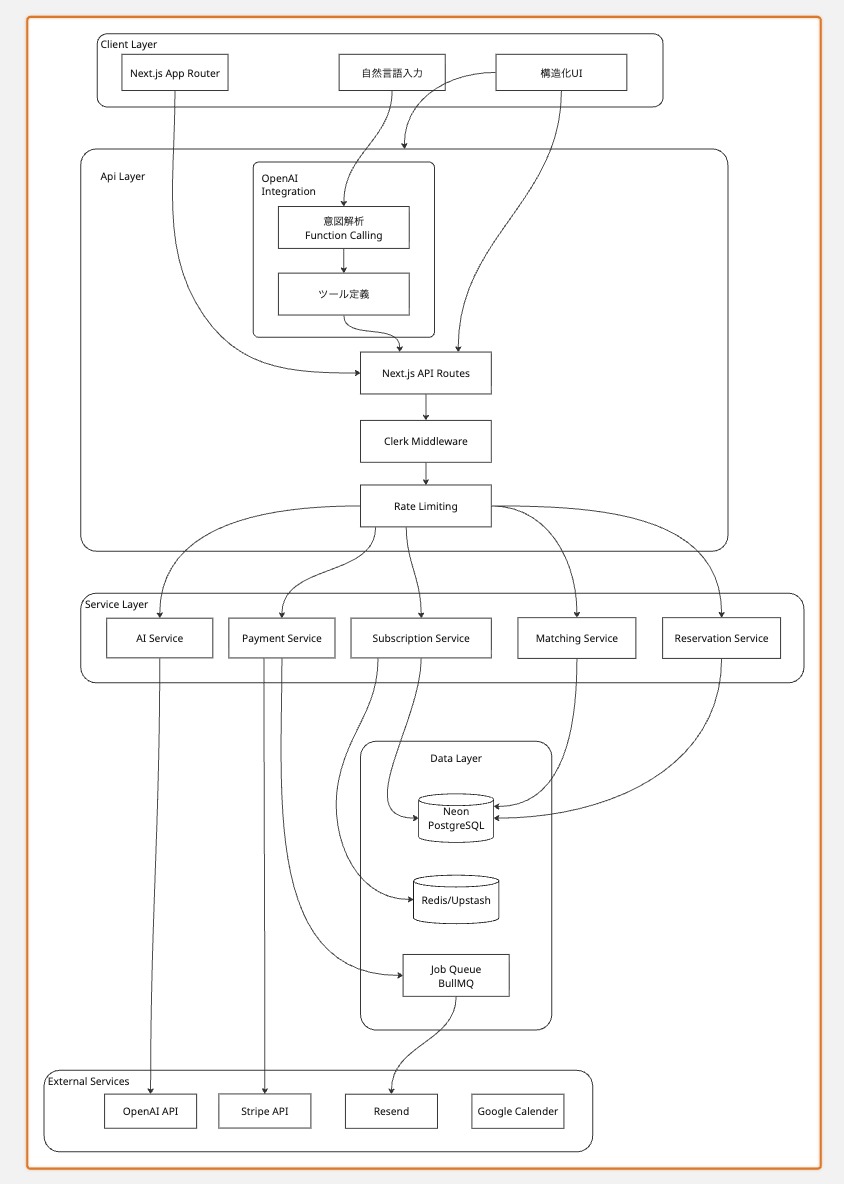 Client Layer
Next.js App Router
自然言語入力
構造化UI
Api Layer
OpenAI
Integration
意図解析
Function Calling
ツール定義
Next.js API Routes
Clerk Middleware
Rate Limiting
Service Layer
AI Service
Payment Service
Subscription Service
Matching Service
Reservation Service
Data Layer
Neon
PostgreSQL
Redis/Upstash
Job Queue
BullMQ
External Services
OpenAI API
Stripe API
Resend
Google Calender